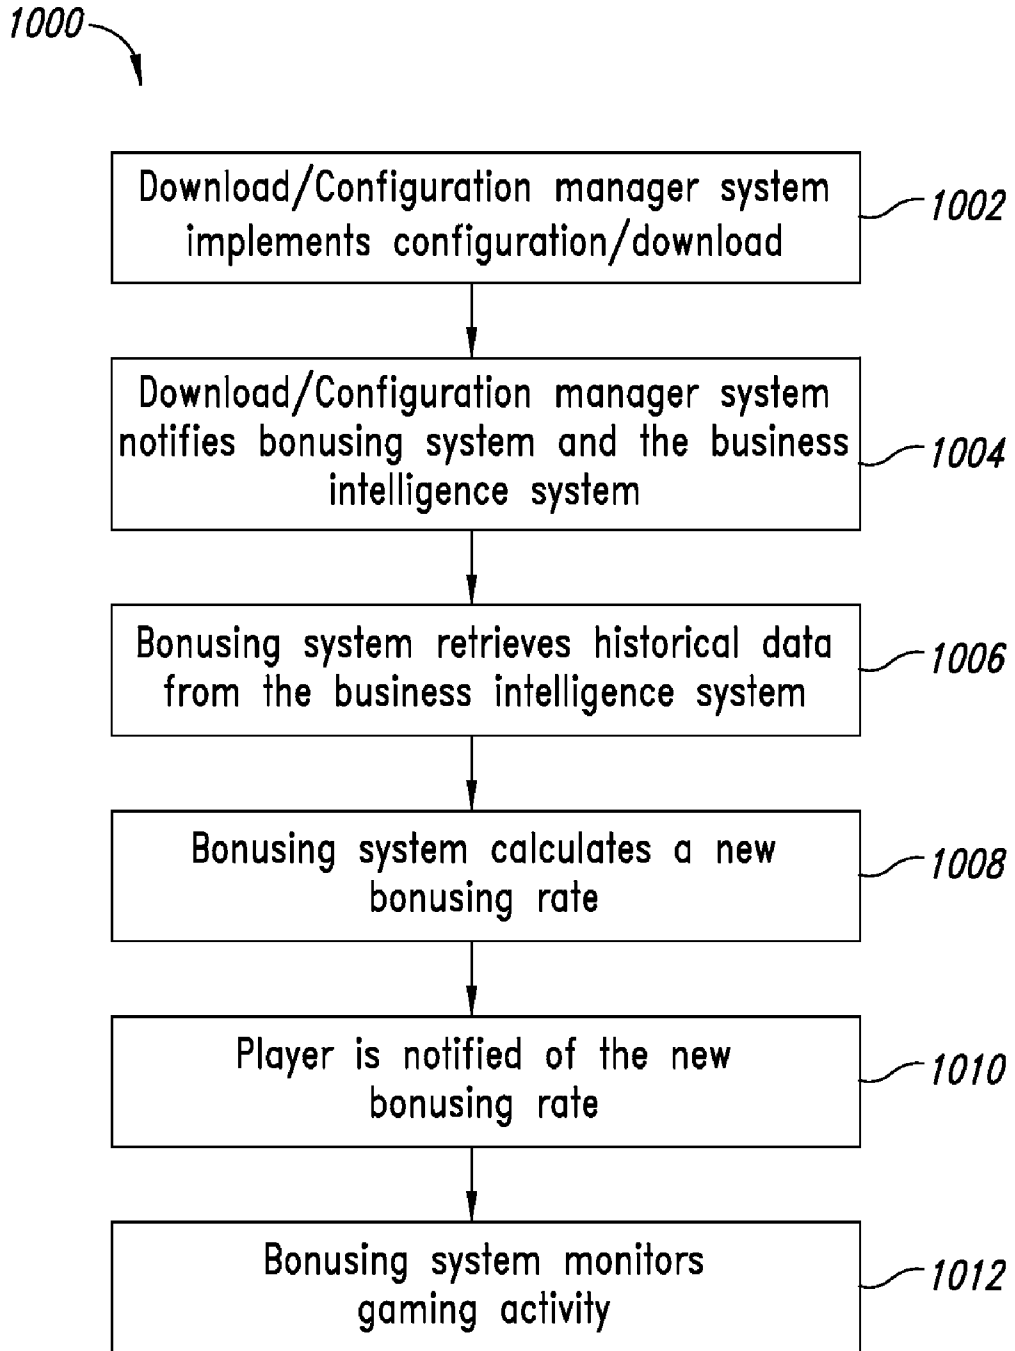 1000
Download/Configuration manager system
implements configuration/download
1002
Download/Configuration manager system
notifies bonusing system and the business
intelligence system
1004
Bonusing system retrieves historical data
from the business intelligence system
1006
Bonusing system calculates a new
bonusing rate
1008
Player is notified of the new
bonusing rate
1010
Bonusing system monitors
gaming activity
1012